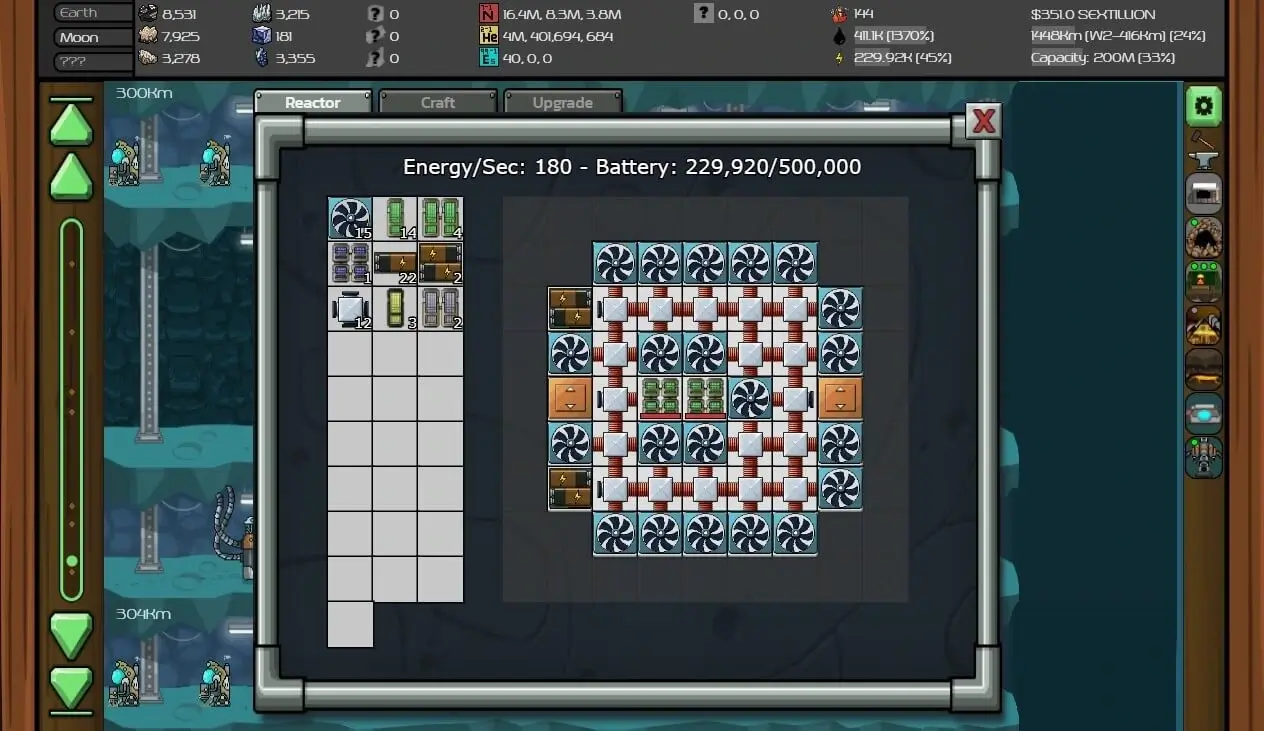 Earth
Moon
???
8,531
7,925
3,278
3,215
181
3,355
? 0
? 0
? 0
N 16.4M, 8.3M, 3.8M
He 4M, 401,694, 684
Es 40, 0, 0
? 0, 0, 0
144
411.1K (1370%)
229.92K (45%)
$351.0 SEXTILLION
1448Km (W2-416Km) (24%)
Capacity: 200M (33%)
300Km
Reactor
Craft
Upgrade
X
Energy/Sec: 180 - Battery: 229,920/500,000
15
14
4
1
22
2
12
3
2
304Km